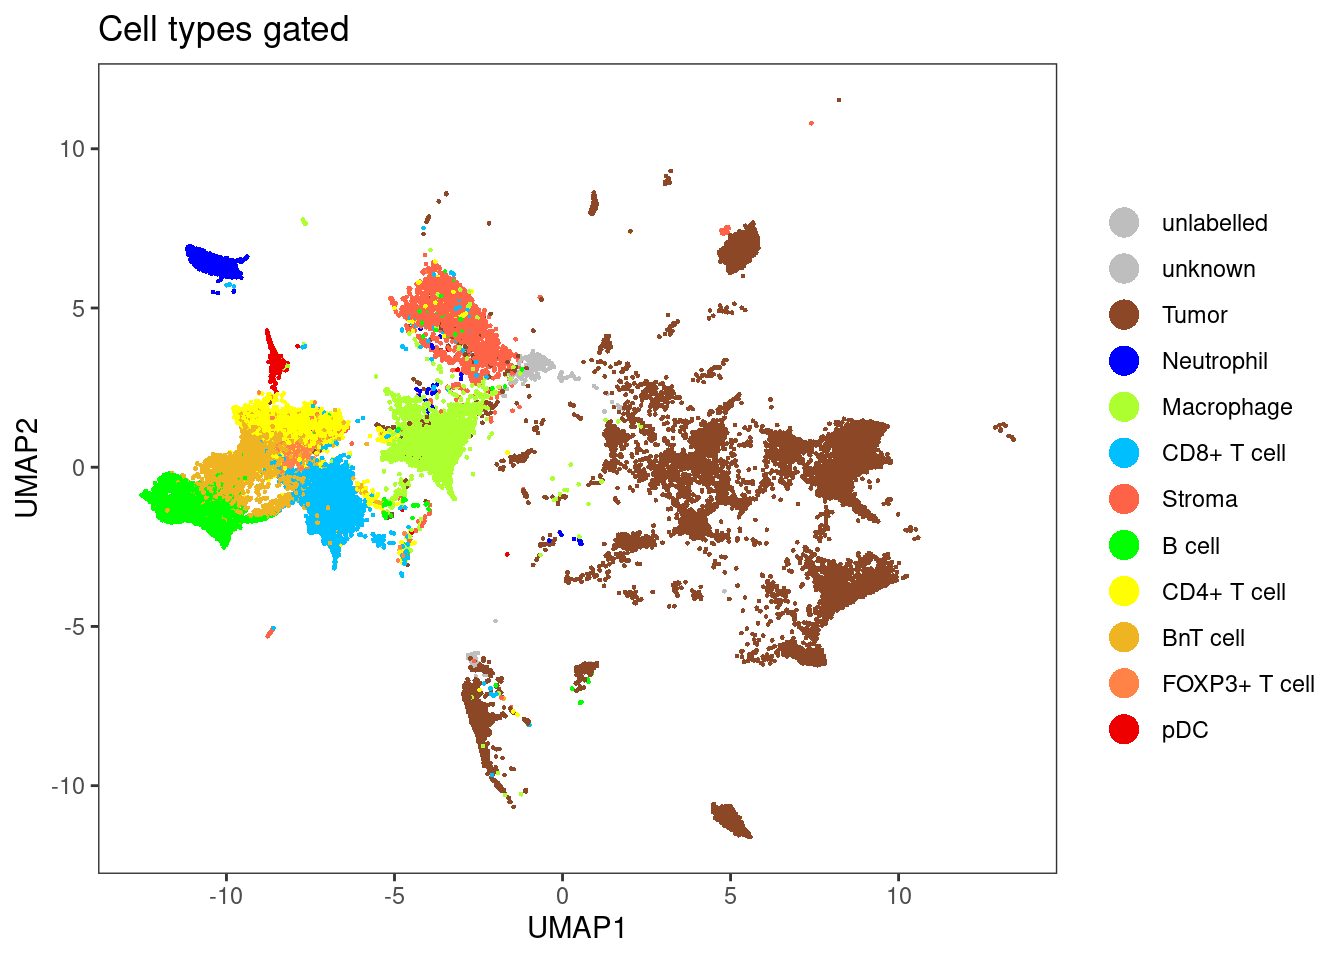 Cell types gated
10
5
0
-5
-10
UMAP2
-10 -5 0 5 10
UMAP1
unlabelled
unknown
Tumor
Neutrophil
Macrophage
CD8+ T cell
Stroma
B cell
CD4+ T cell
BnT cell
FOXP3+ T cell
pDC